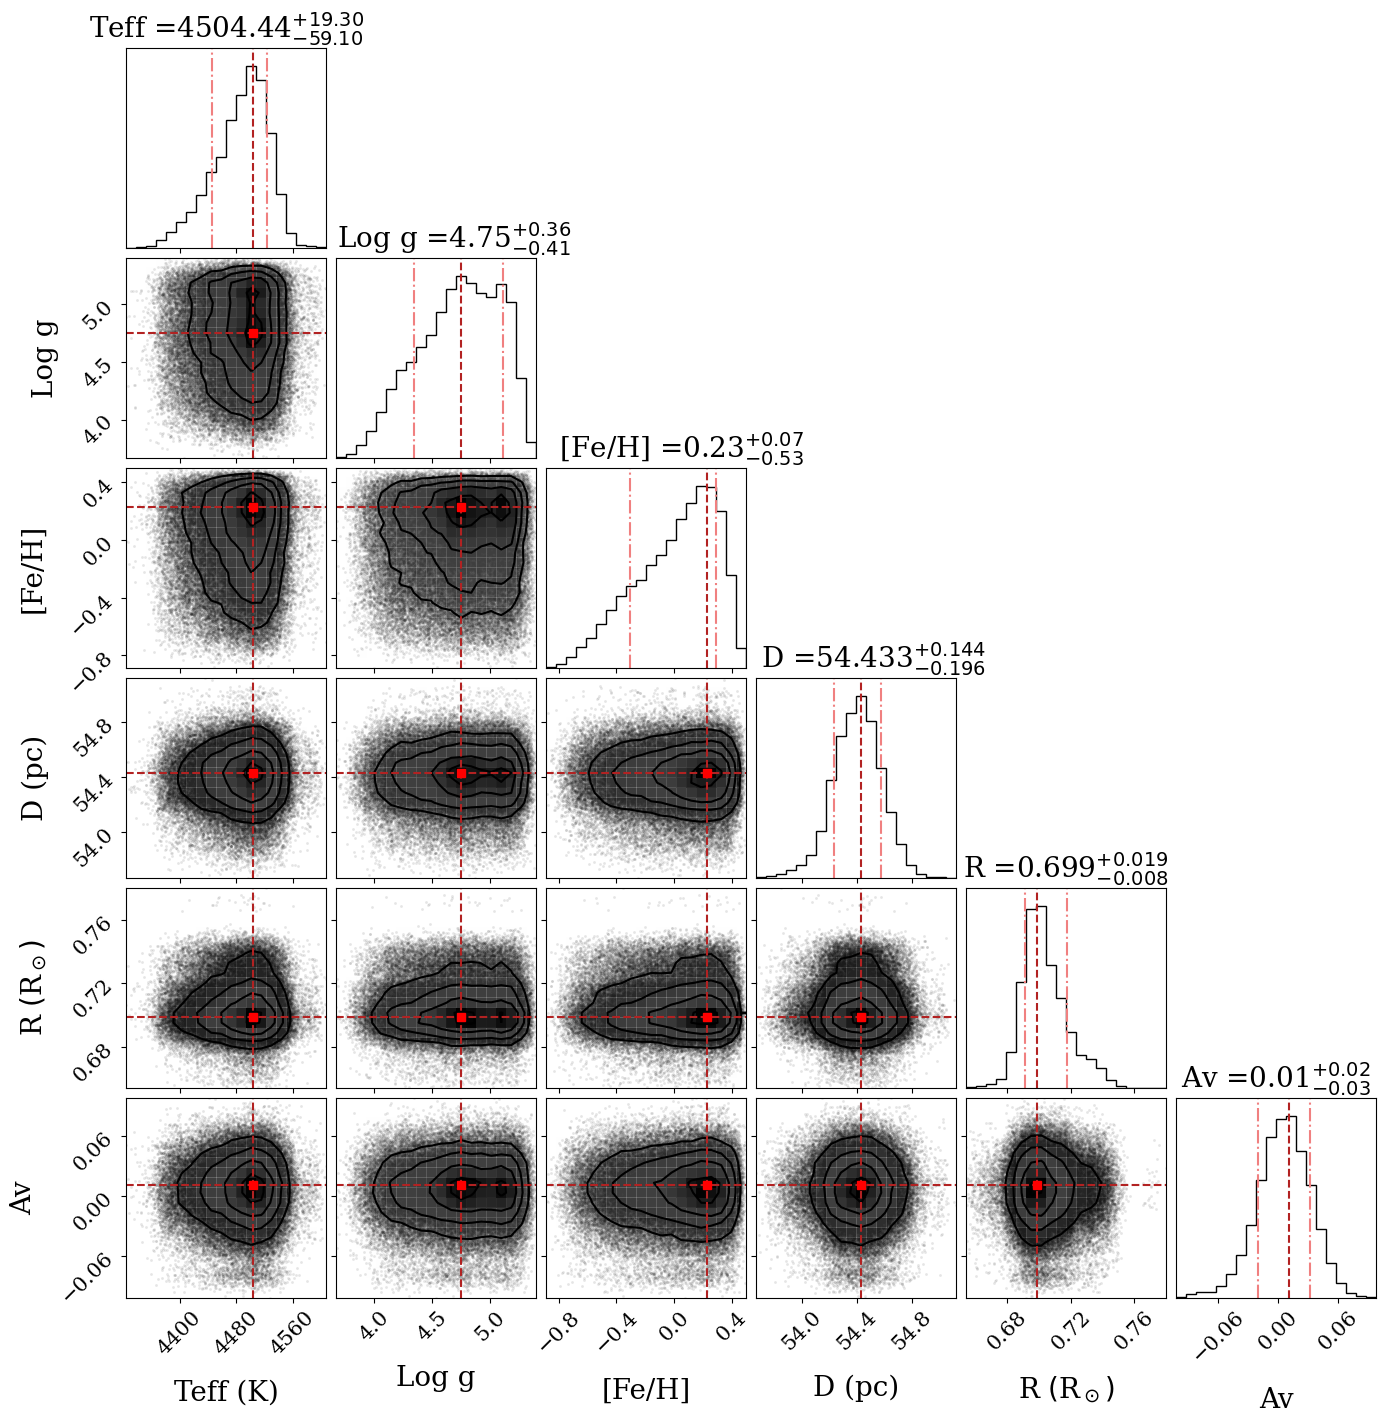 Teff =4504.44+19.30−59.10
Log g =4.75+0.36−0.41
Log g
5.0
4.5
4.0
[Fe/H] =0.23+0.07−0.53
[Fe/H]
0.4
0.0
−0.4
−0.8
D =54.433+0.144−0.196
D (pc)
54.8
54.4
54.0
R =0.699+0.019−0.008
R (R⊙)
0.76
0.72
0.68
Av =0.01+0.02−0.03
Av
0.06
0.00
−0.06
4400 4480 4560 4.0 4.5 5.0 −0.8 −0.4 0.0 0.4 54.0 54.4 54.8 0.68 0.72 0.76 −0.06 0.00 0.06
Teff (K) Log g [Fe/H] D (pc) R (R⊙) Av